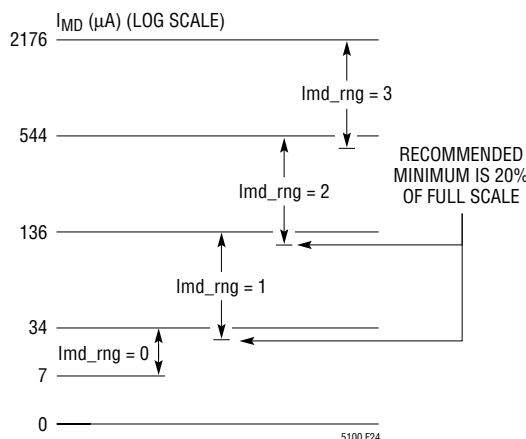 I_MD (µA) (LOG SCALE)
2176
Imd_rng = 3
544
RECOMMENDED
MINIMUM IS 20%
OF FULL SCALE
Imd_rng = 2
136
Imd_rng = 1
34
Imd_rng = 0
7
0
5100 F24